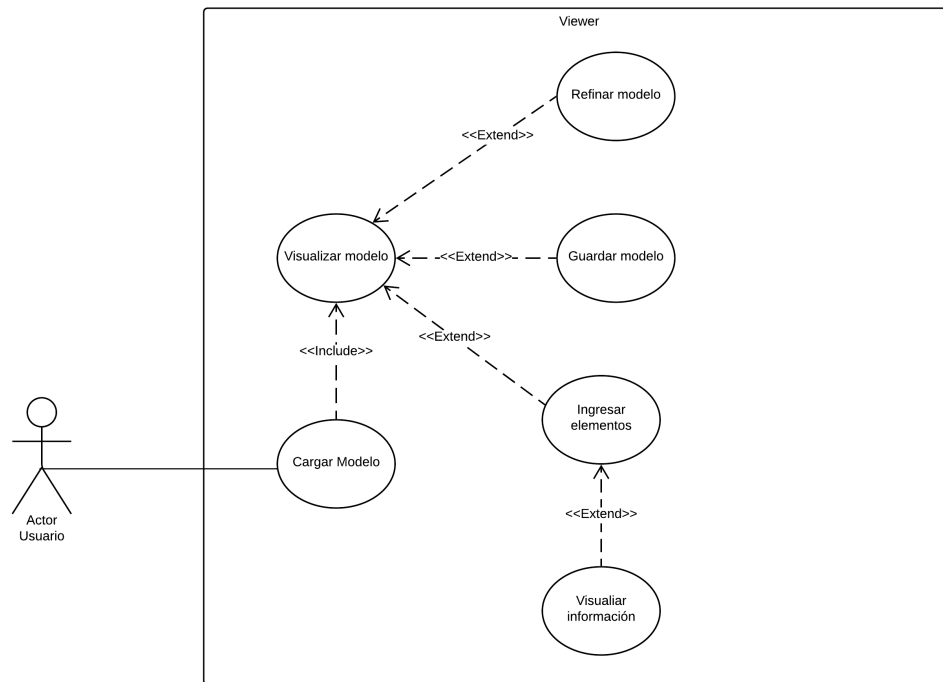 Viewer
Refinar modelo
<<Extend>>
Visualizar modelo
<<Extend>>
Guardar modelo
<<Extend>>
<<Include>>
Ingresar
elementos
Cargar Modelo
<<Extend>>
Actor
Usuario
Visualiar
información